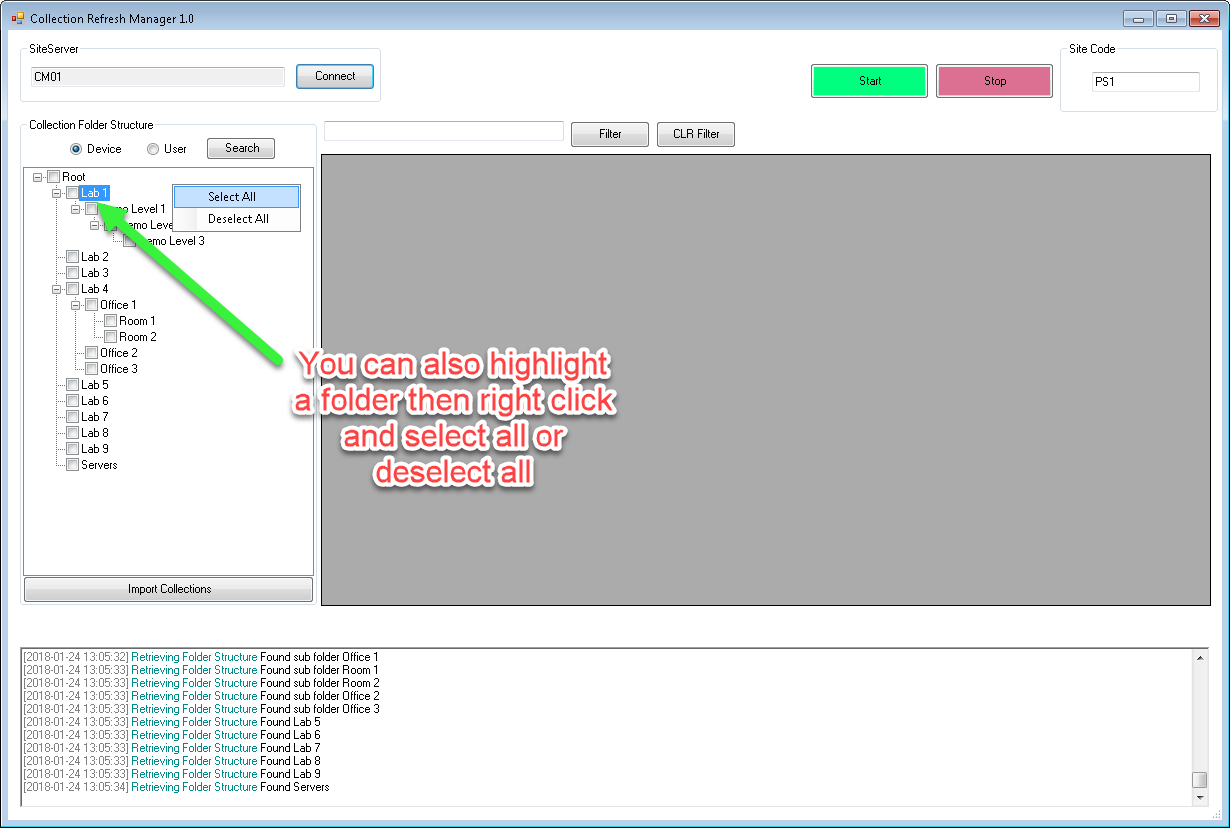 Collection Refresh Manager 1.0
SiteServer
CM01
Connect
Start
Stop
Site Code
PS1
Collection Folder Structure
Device
User
Search
Filter
CLR Filter
Root
Lab 1
Select All
Deselect All
Level 1
Demo Level 3
Lab 2
Lab 3
Lab 4
Office 1
Room 1
Room 2
Office 2
Office 3
Lab 5
Lab 6
Lab 7
Lab 8
Lab 9
Servers
You can also highlight
a folder then right click
and select all or
deselect all
Import Collections
[2018-01-24 13:05:32] Retrieving Folder Structure Found sub folder Office 1
[2018-01-24 13:05:33] Retrieving Folder Structure Found sub folder Room 1
[2018-01-24 13:05:33] Retrieving Folder Structure Found sub folder Room 2
[2018-01-24 13:05:33] Retrieving Folder Structure Found sub folder Office 2
[2018-01-24 13:05:33] Retrieving Folder Structure Found sub folder Office 3
[2018-01-24 13:05:33] Retrieving Folder Structure Found Lab 5
[2018-01-24 13:05:33] Retrieving Folder Structure Found Lab 6
[2018-01-24 13:05:33] Retrieving Folder Structure Found Lab 7
[2018-01-24 13:05:33] Retrieving Folder Structure Found Lab 8
[2018-01-24 13:05:33] Retrieving Folder Structure Found Lab 9
[2018-01-24 13:05:34] Retrieving Folder Structure Found Servers